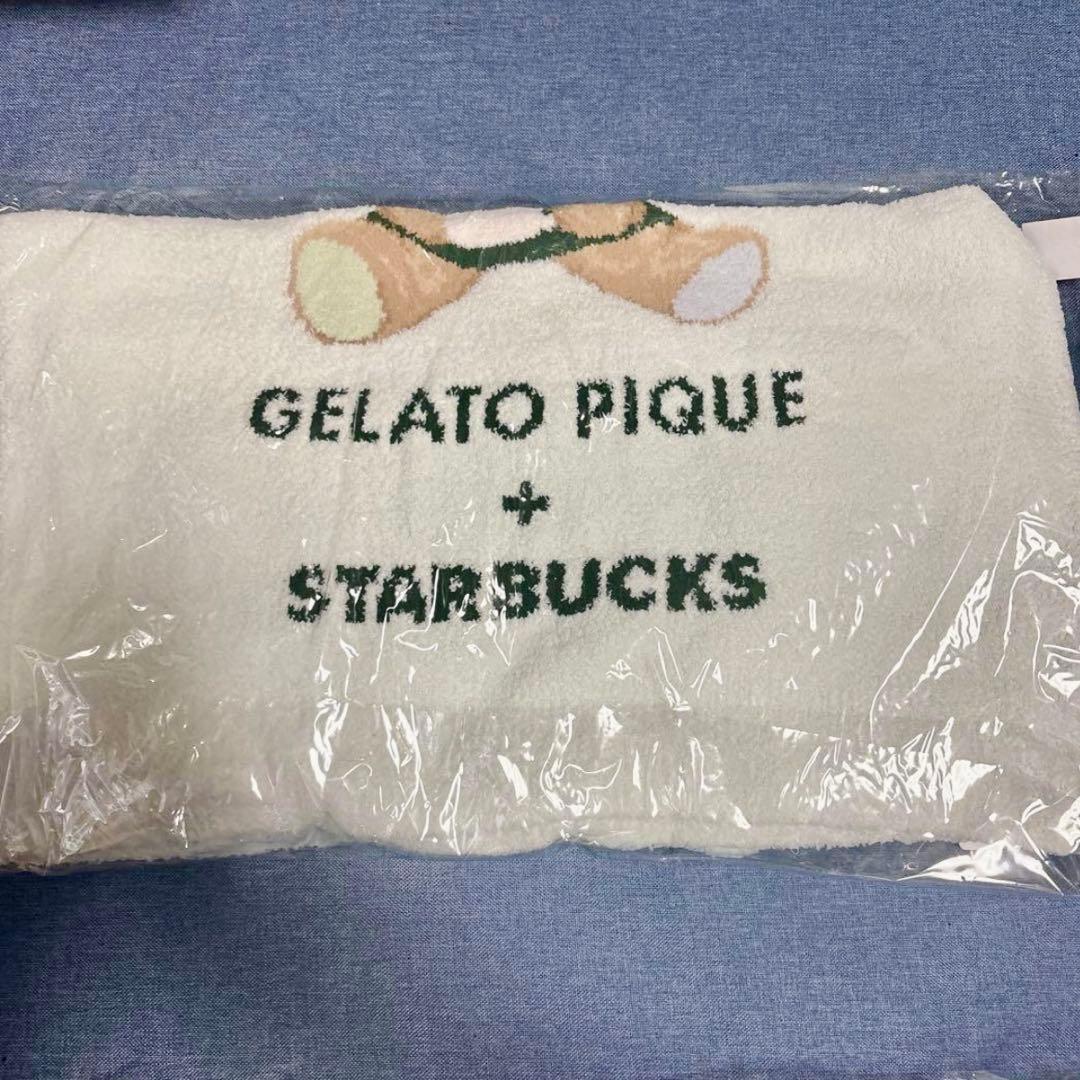 GELATO PIQUE
+
STARBUCKS